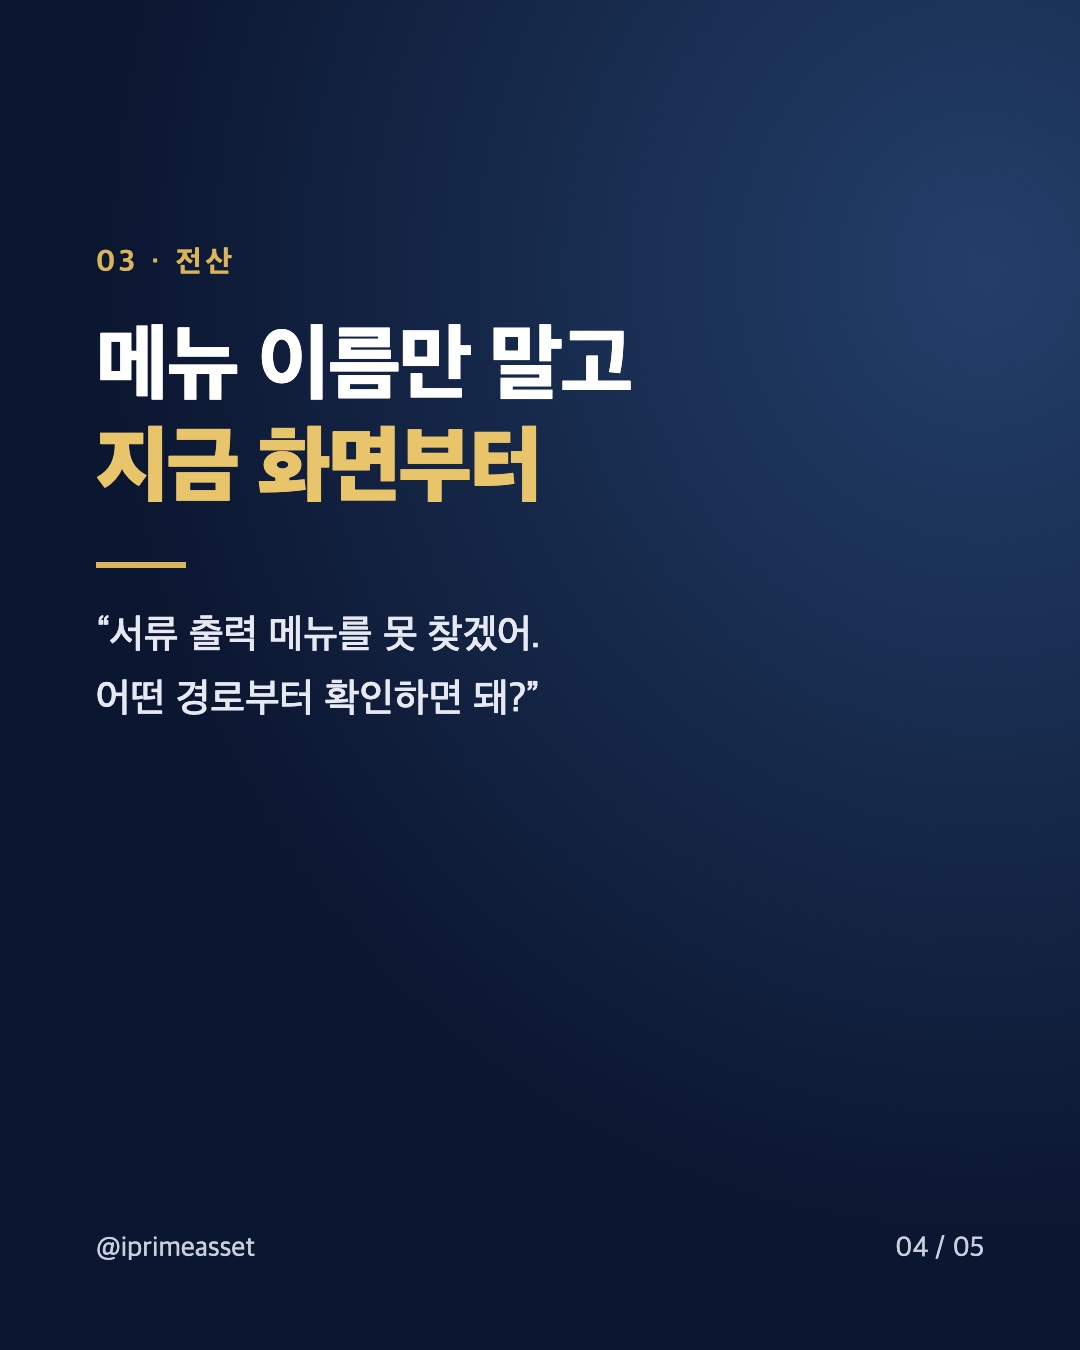 03 · 전산
메뉴 이름만 말고
지금 화면부터
“서류 출력 메뉴를 못 찾겠어.
어떤 경로부터 확인하면 돼?”
@iprimeasset
04 / 05